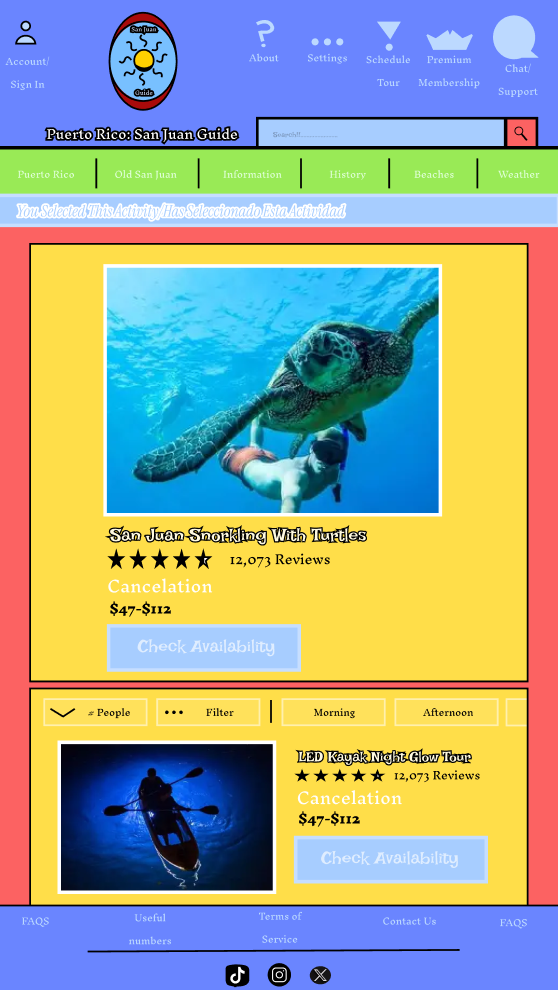 San Juan
Guide
Account/
Sign In
About
Settings
Schedule
Tour
Premium
Membership
Chat/
Support
Puerto Rico: San Juan Guide
Search!!
Puerto Rico
Old San Juan
Information
History
Beaches
Weather
You Selected This Activity/Has Seleccionado Esta Actividad
San Juan Snorkling With Turtles
12,073 Reviews
Cancelation
$47-$112
Check Availability
# People
Filter
Morning
Afternoon
LED Kayak Night Glow Tour
12,073 Reviews
Cancelation
$47-$112
Check Availability
FAQS
Useful
numbers
Terms of
Service
Contact Us
FAQS